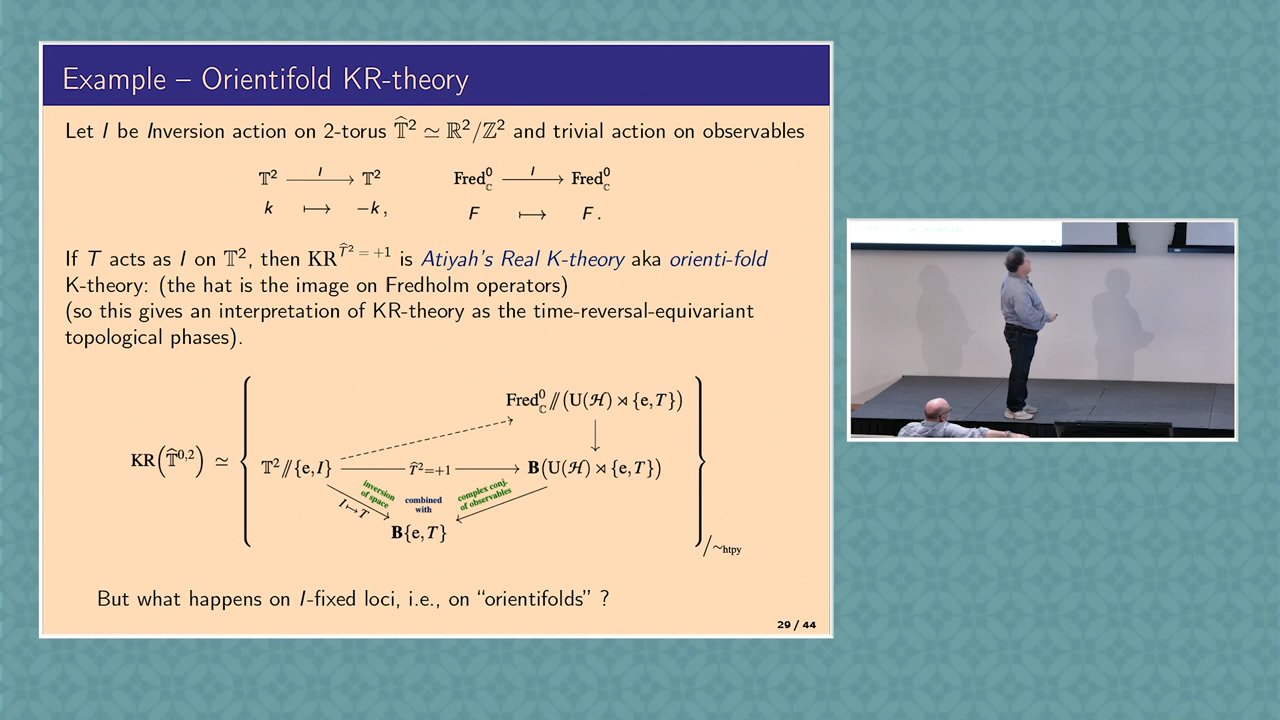 Example – Orientifold KR-theory
Let I be Inversion action on 2-torus 𝕋̂² ≃ ℝ²/ℤ² and trivial action on observables
𝕋² —I→ 𝕋² Fred⁰_ℂ —I→ Fred⁰_ℂ
k ⟼ −k, F ⟼ F.
If T acts as I on 𝕋², then KR^{T̂² = +1} is Atiyah's Real K-theory aka orienti-fold
K-theory: (the hat is the image on Fredholm operators)
(so this gives an interpretation of KR-theory as the time-reversal-equivariant
topological phases).
Fred⁰_ℂ⫽(U(ℋ) ⋊ {e,T})
KR(𝕋̂^{0,2}) ≃ { 𝕋²⫽{e,I} —T̂²=+1→ B(U(ℋ) ⋊ {e,T}) }
inversion of space
combined with
complex conj. of observables
I↦T
B{e,T}
/∼htpy
But what happens on I-fixed loci, i.e., on “orientifolds” ?
29 / 44